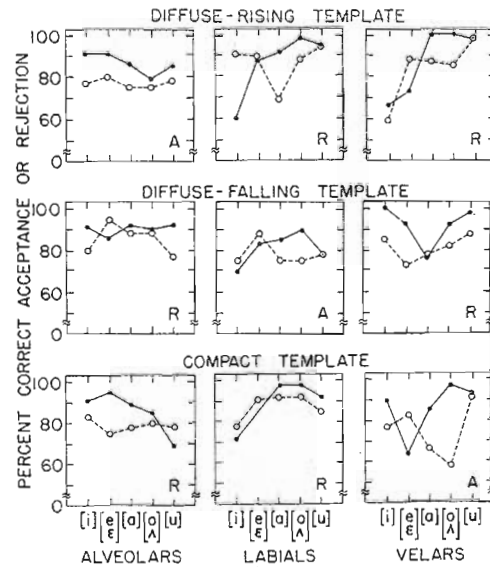 DIFFUSE-RISING TEMPLATE
100
80
60
0
A
R
R
DIFFUSE-FALLING TEMPLATE
100
80
60
0
R
A
R
COMPACT TEMPLATE
100
80
60
0
R
R
A
PERCENT CORRECT ACCEPTANCE OR REJECTION
[i] [e ɛ] [a] [o ʌ] [u]
[i] [e ɛ] [a] [o ʌ] [u]
[i] [e ɛ] [a] [o ʌ] [u]
ALVEOLARS
LABIALS
VELARS